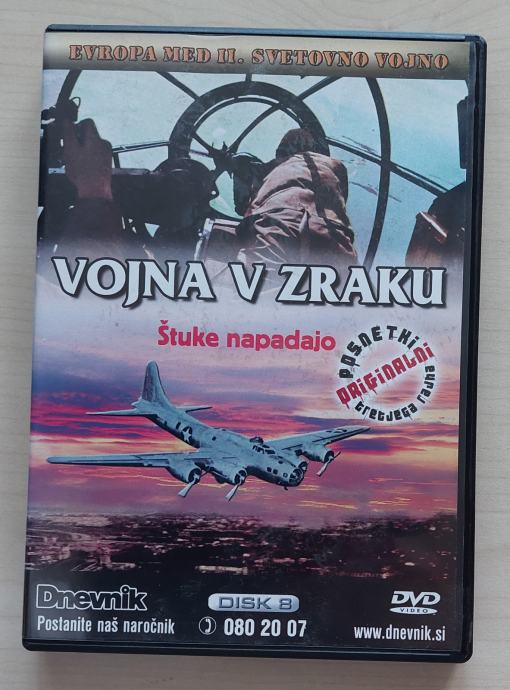 EVROPA MED II. SVETOVNO VOJNO
VOJNA V ZRAKU
Štuke napadajo
POSNETKI
ORIGINALNI
tretjega rajha
Dnevnik
DISK 8
DVD
VIDEO
Postanite naš naročnik
080 20 07
www.dnevnik.si